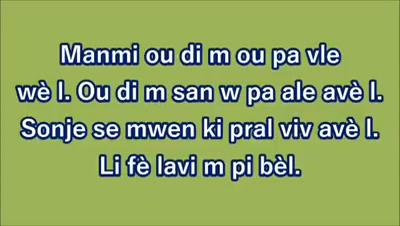 Manmi ou di m ou pa vle
wè l. Ou di m san w pa ale avè l.
Sonje se mwen ki pral viv avè l.
Li fè lavi m pi bèl.